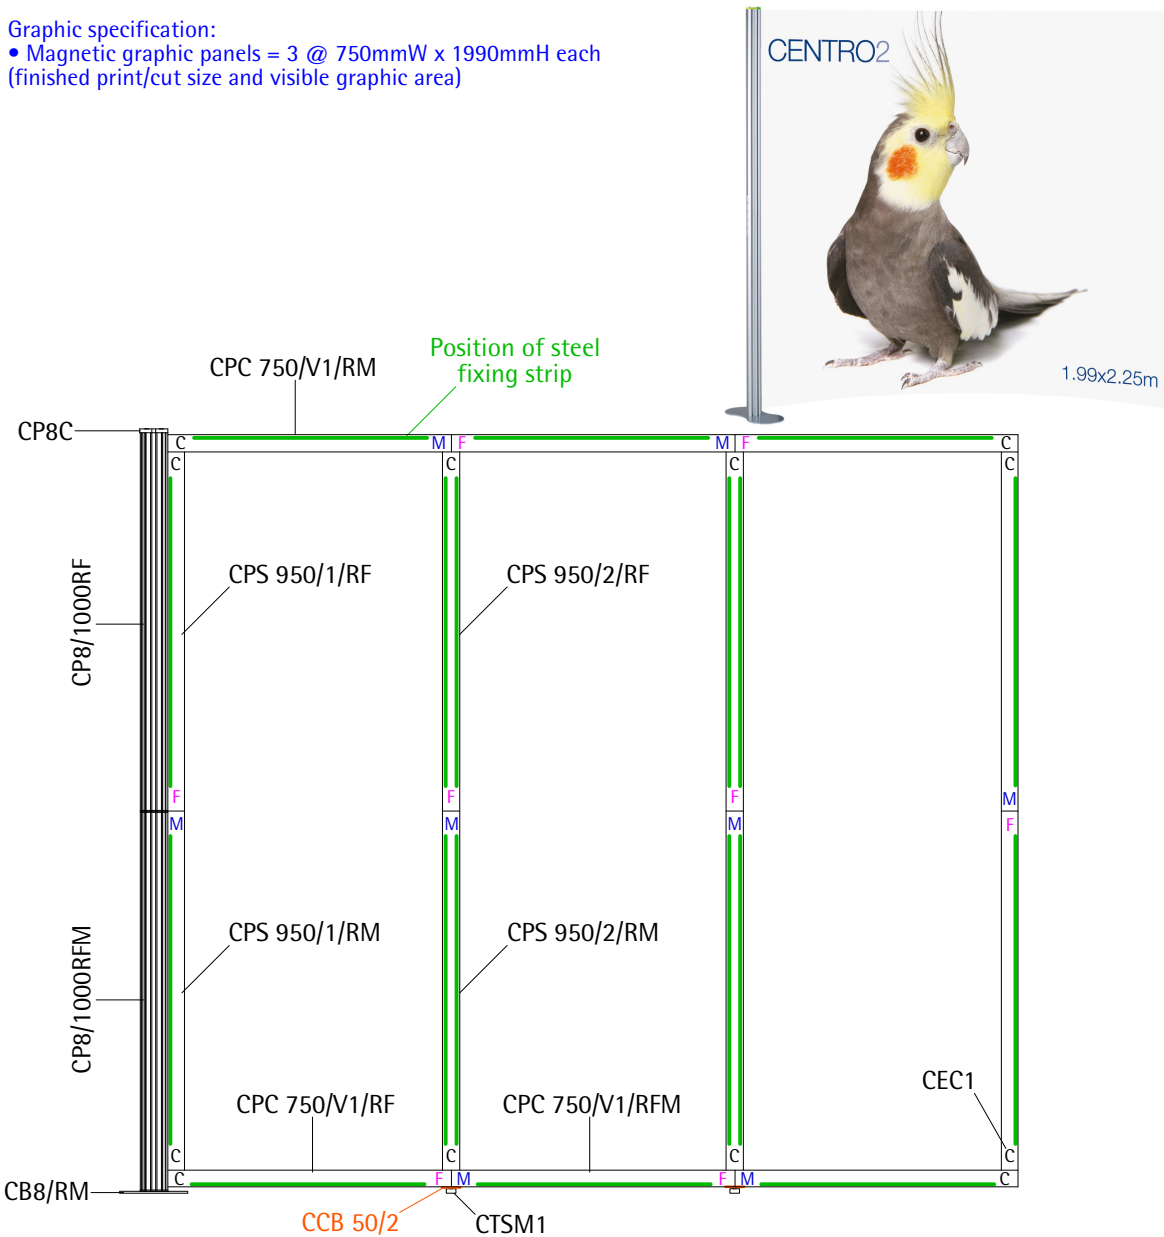 Graphic specification:
• Magnetic graphic panels = 3 @ 750mmW x 1990mmH each
(finished print/cut size and visible graphic area)
CENTRO2
1.99x2.25m
Position of steel
fixing strip
CPC 750/V1/RM
CP8C
C M F M F C
C C C C
CP8/1000RF
CPS 950/1/RF
CPS 950/2/RF
F F F M
M M M F
CP8/1000RFM
CPS 950/1/RM
CPS 950/2/RM
CEC1
CPC 750/V1/RF
CPC 750/V1/RFM
C C C C
C F M F M C
CB8/RM
CCB 50/2
CTSM1